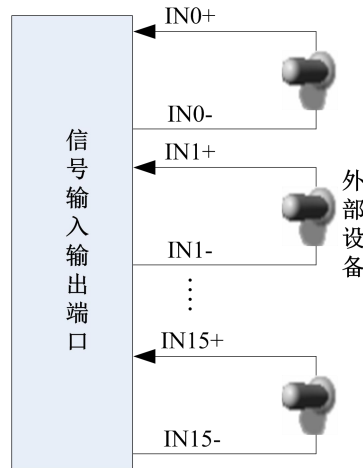 IN0+
IN0-
IN1+
IN1-
IN15+
IN15-
信号输入输出端口
外部设备